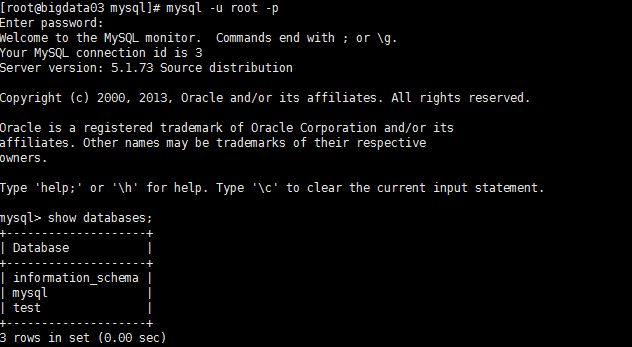 [root@bigdata03 mysql]# mysql -u root -p
Enter password:
Welcome to the MySQL monitor.  Commands end with ; or \g.
Your MySQL connection id is 3
Server version: 5.1.73 Source distribution
Copyright (c) 2000, 2013, Oracle and/or its affiliates. All rights reserved.
Oracle is a registered trademark of Oracle Corporation and/or its
affiliates. Other names may be trademarks of their respective
owners.
Type 'help;' or '\h' for help. Type '\c' to clear the current input statement.
mysql> show databases;
+--------------------+
| Database           |
+--------------------+
| information_schema |
| mysql              |
| test               |
+--------------------+
3 rows in set (0.00 sec)